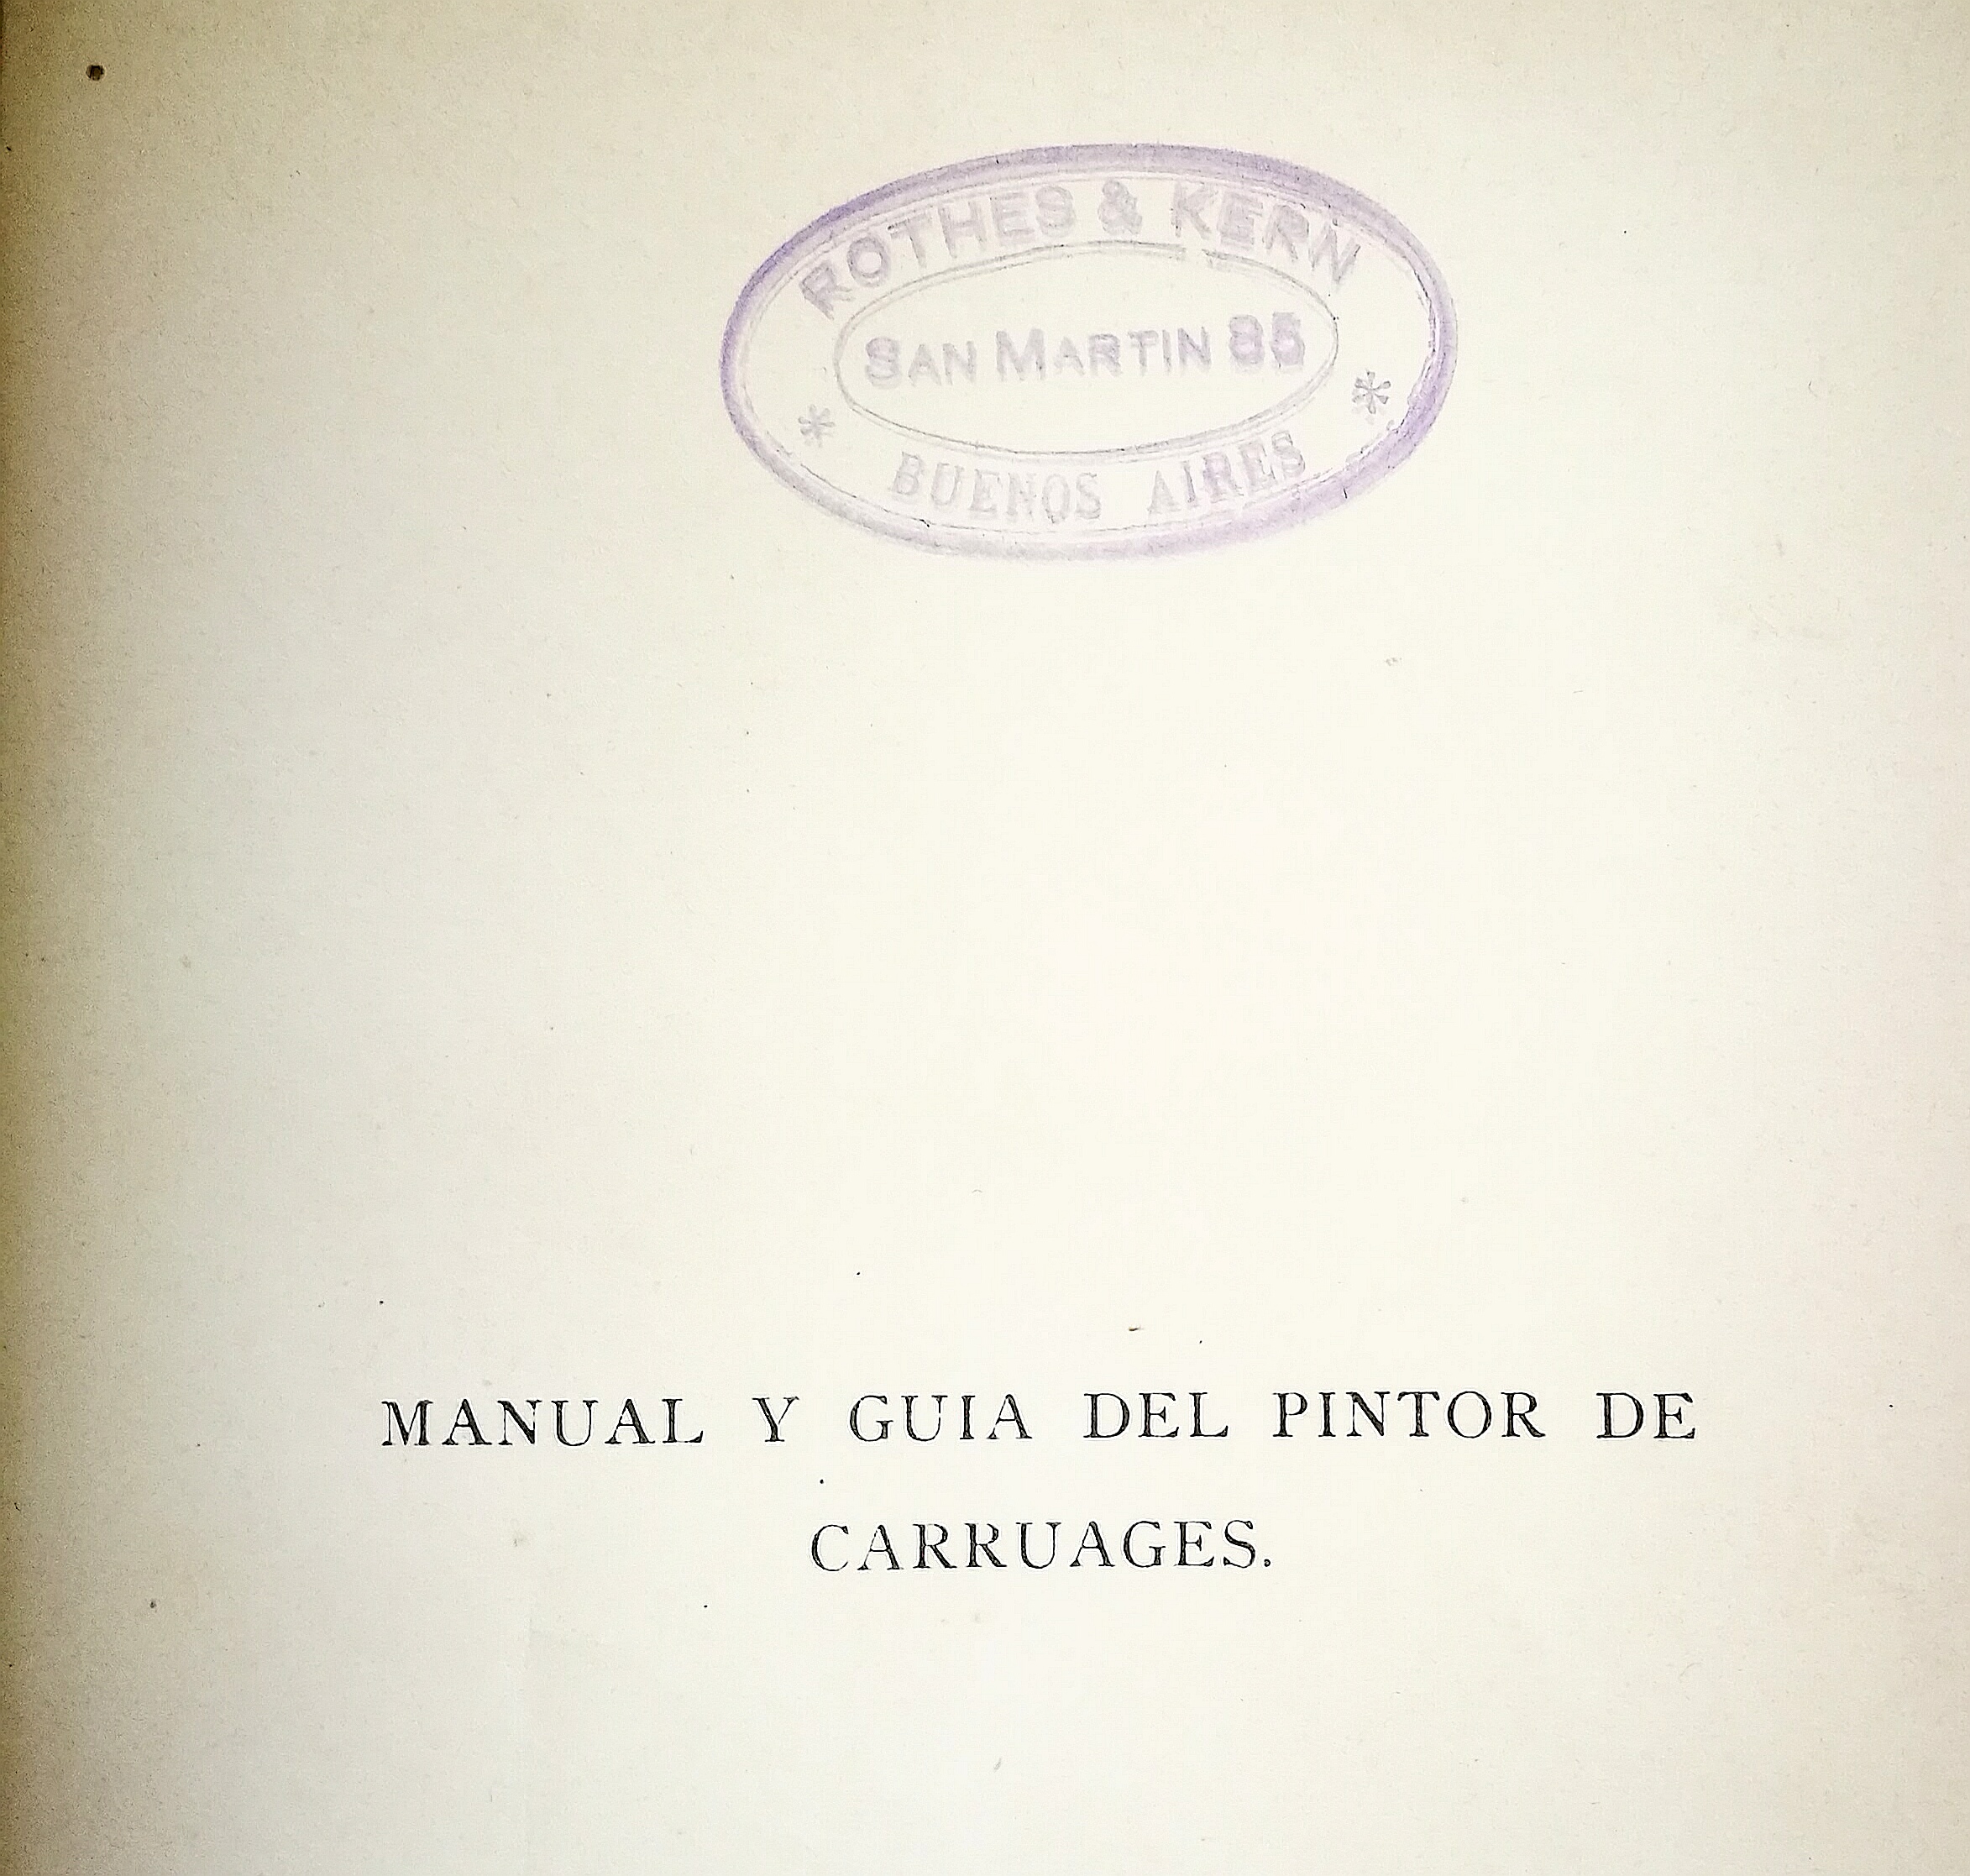 ROTHES & KERN
SAN MARTIN 85
* BUENOS AIRES *
MANUAL Y GUIA DEL PINTOR DE
CARRUAGES.